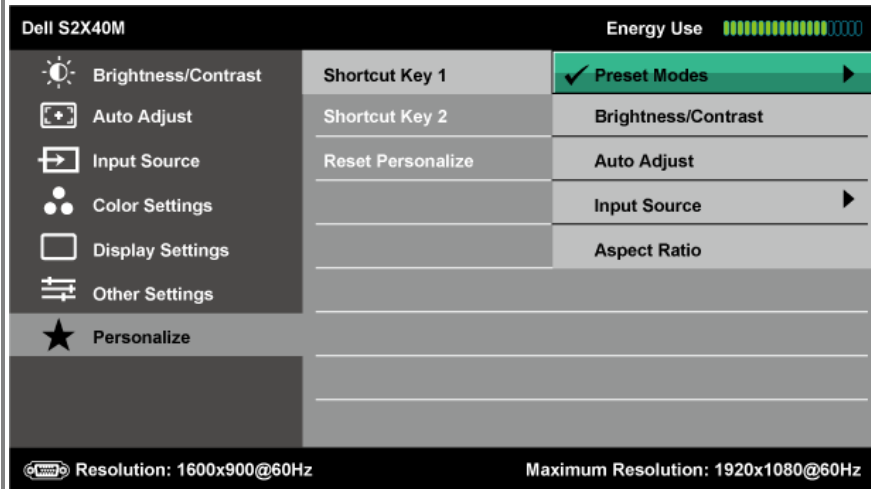 Dell S2X40M Energy Use
Brightness/Contrast Shortcut Key 1 Preset Modes
Auto Adjust Shortcut Key 2 Brightness/Contrast
Input Source Reset Personalize Auto Adjust
Color Settings Input Source
Display Settings Aspect Ratio
Other Settings
Personalize
Resolution: 1600x900@60Hz Maximum Resolution: 1920x1080@60Hz